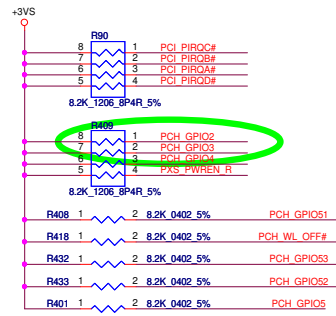 +3VS
R90
8 1 PCI_PIRQC#
7 2 PCI_PIRQB#
6 3 PCI_PIRQA#
5 4 PCI_PIRQD#
8.2K_1206_8P4R_5%
R409
8 1 PCH_GPIO2
7 2 PCH_GPIO3
6 3 PCH_GPIO4
5 4 PXS_PWREN_R
8.2K_1206_8P4R_5%
R408 1 2 8.2K_0402_5% PCH_GPIO51
R418 1 2 8.2K_0402_5% PCH_WL_OFF#
R432 1 2 8.2K_0402_5% PCH_GPIO53
R433 1 2 8.2K_0402_5% PCH_GPIO52
R401 1 2 8.2K_0402_5% PCH_GPIO5